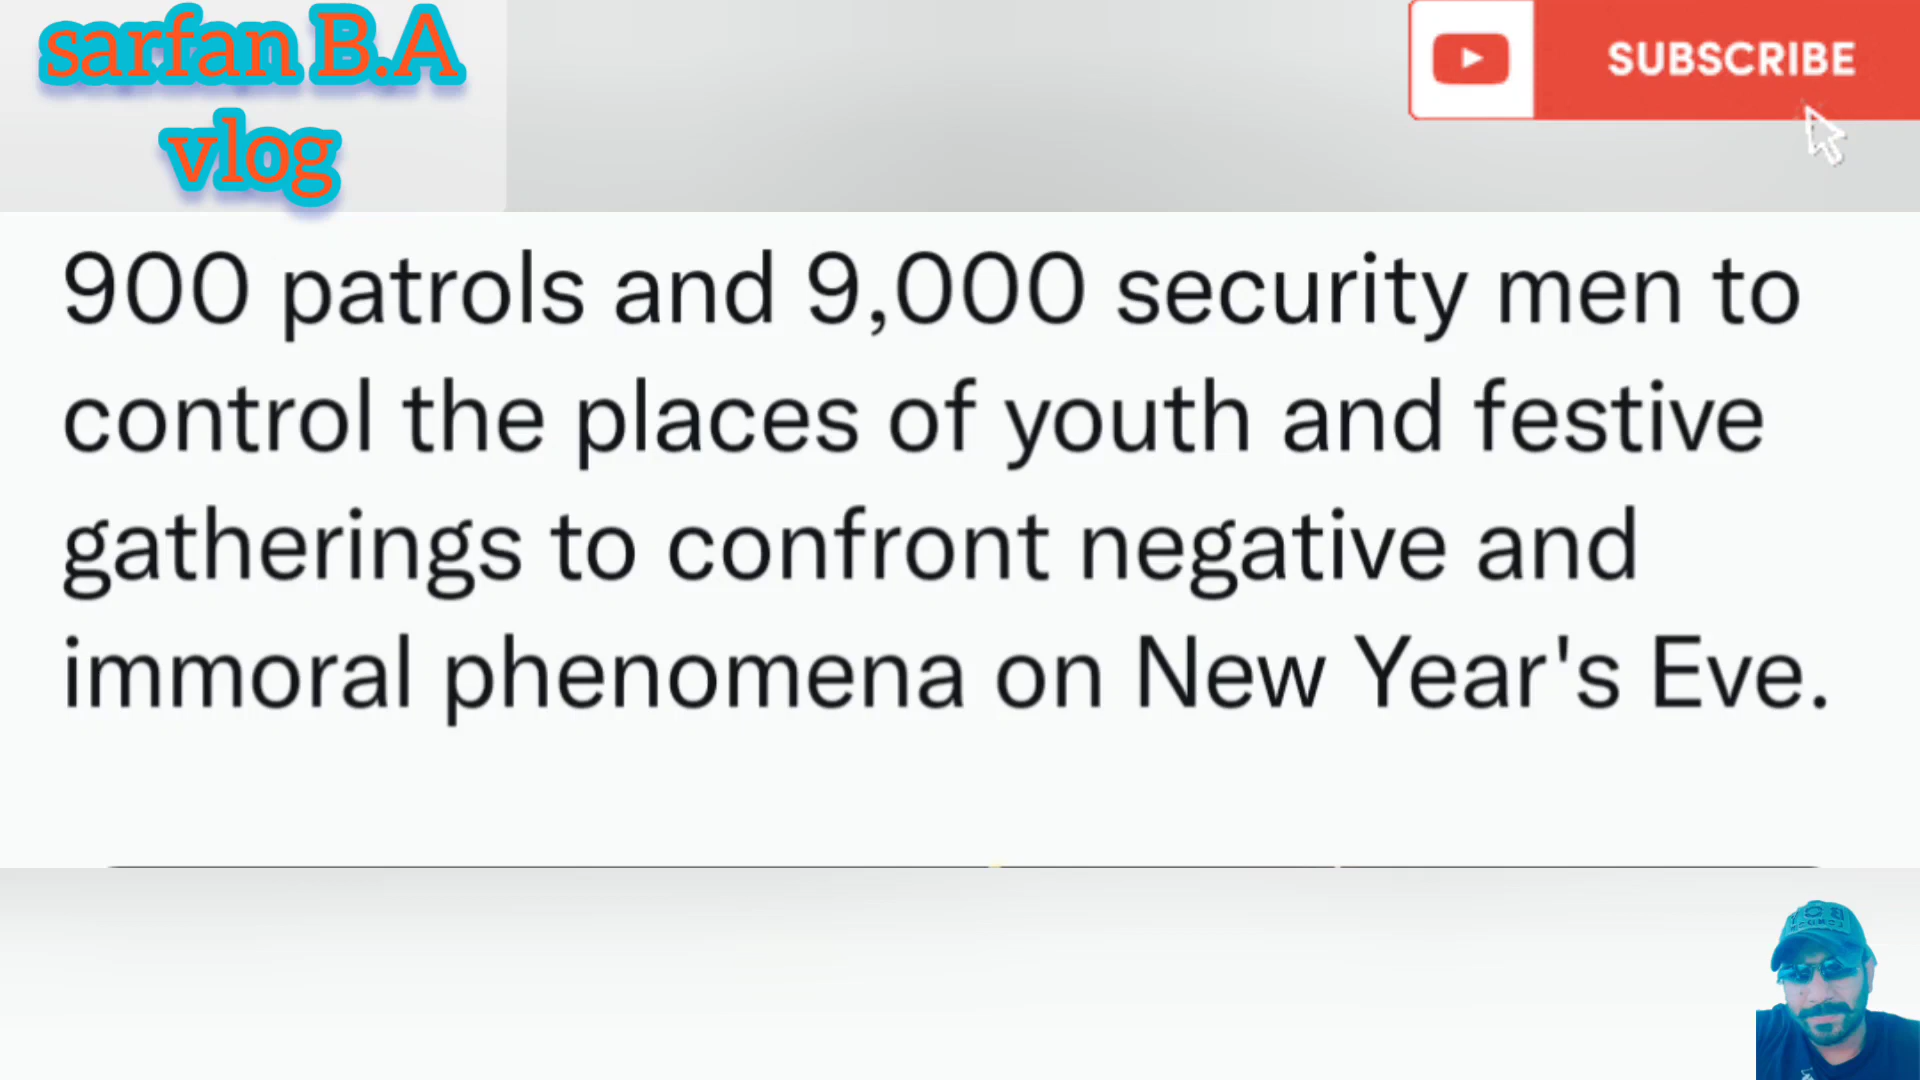 sarfan B.A
vlog
SUBSCRIBE
900 patrols and 9,000 security men to
control the places of youth and festive
gatherings to confront negative and
immoral phenomena on New Year's Eve.